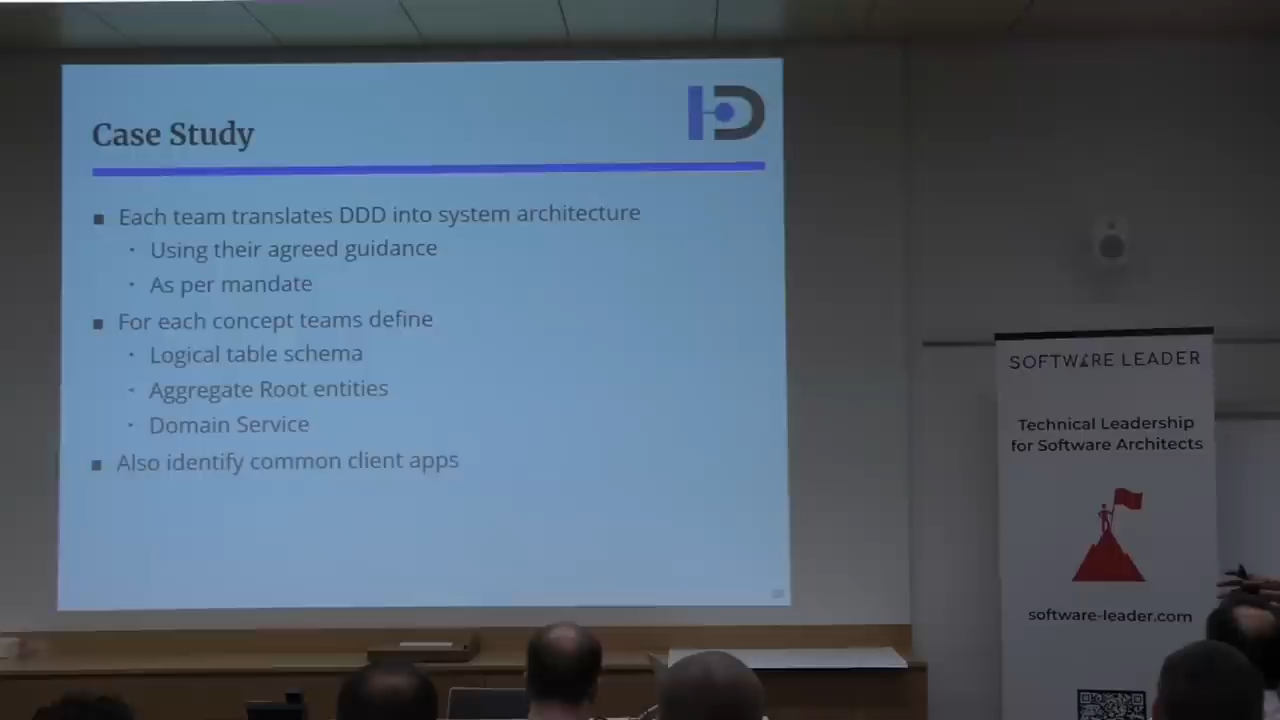 Case Study
Each team translates DDD into system architecture
Using their agreed guidance
As per mandate
For each concept teams define
Logical table schema
Aggregate Root entities
Domain Service
Also identify common client apps
SOFTWARE LEADER
Technical Leadership
for Software Architects
software-leader.com